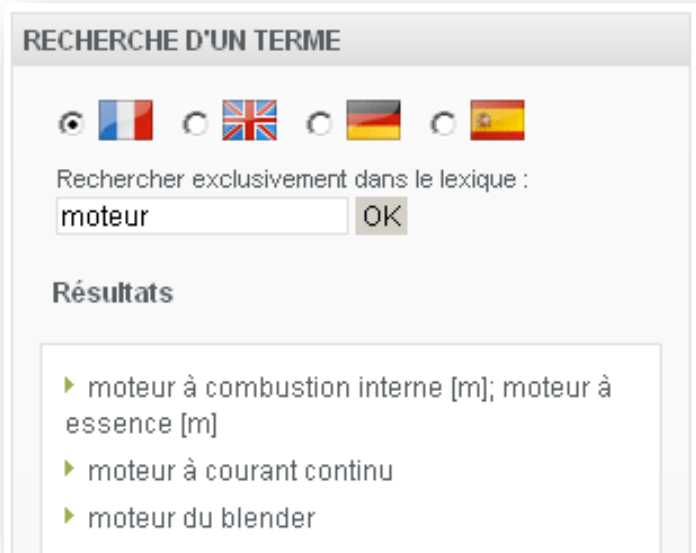 RECHERCHE D'UN TERME
Rechercher exclusivement dans le lexique :
moteur OK
Résultats
moteur à combustion interne [m]; moteur à
essence [m]
moteur à courant continu
moteur du blender